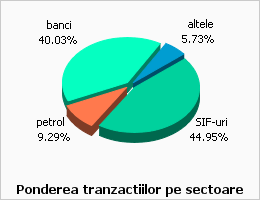 banci
40.03%
altele
5.73%
petrol
9.29%
SIF-uri
44.95%
Ponderea tranzactiilor pe sectoare